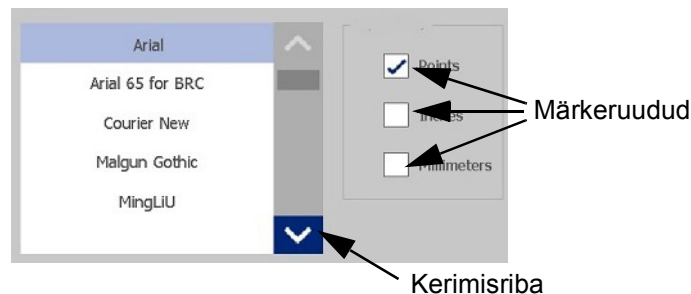 Arial
Arial 65 for BRC
Courier New
Malgun Gothic
MingLiU
Points
Inches
Millimeters
Märkeruudud
Kerimisriba